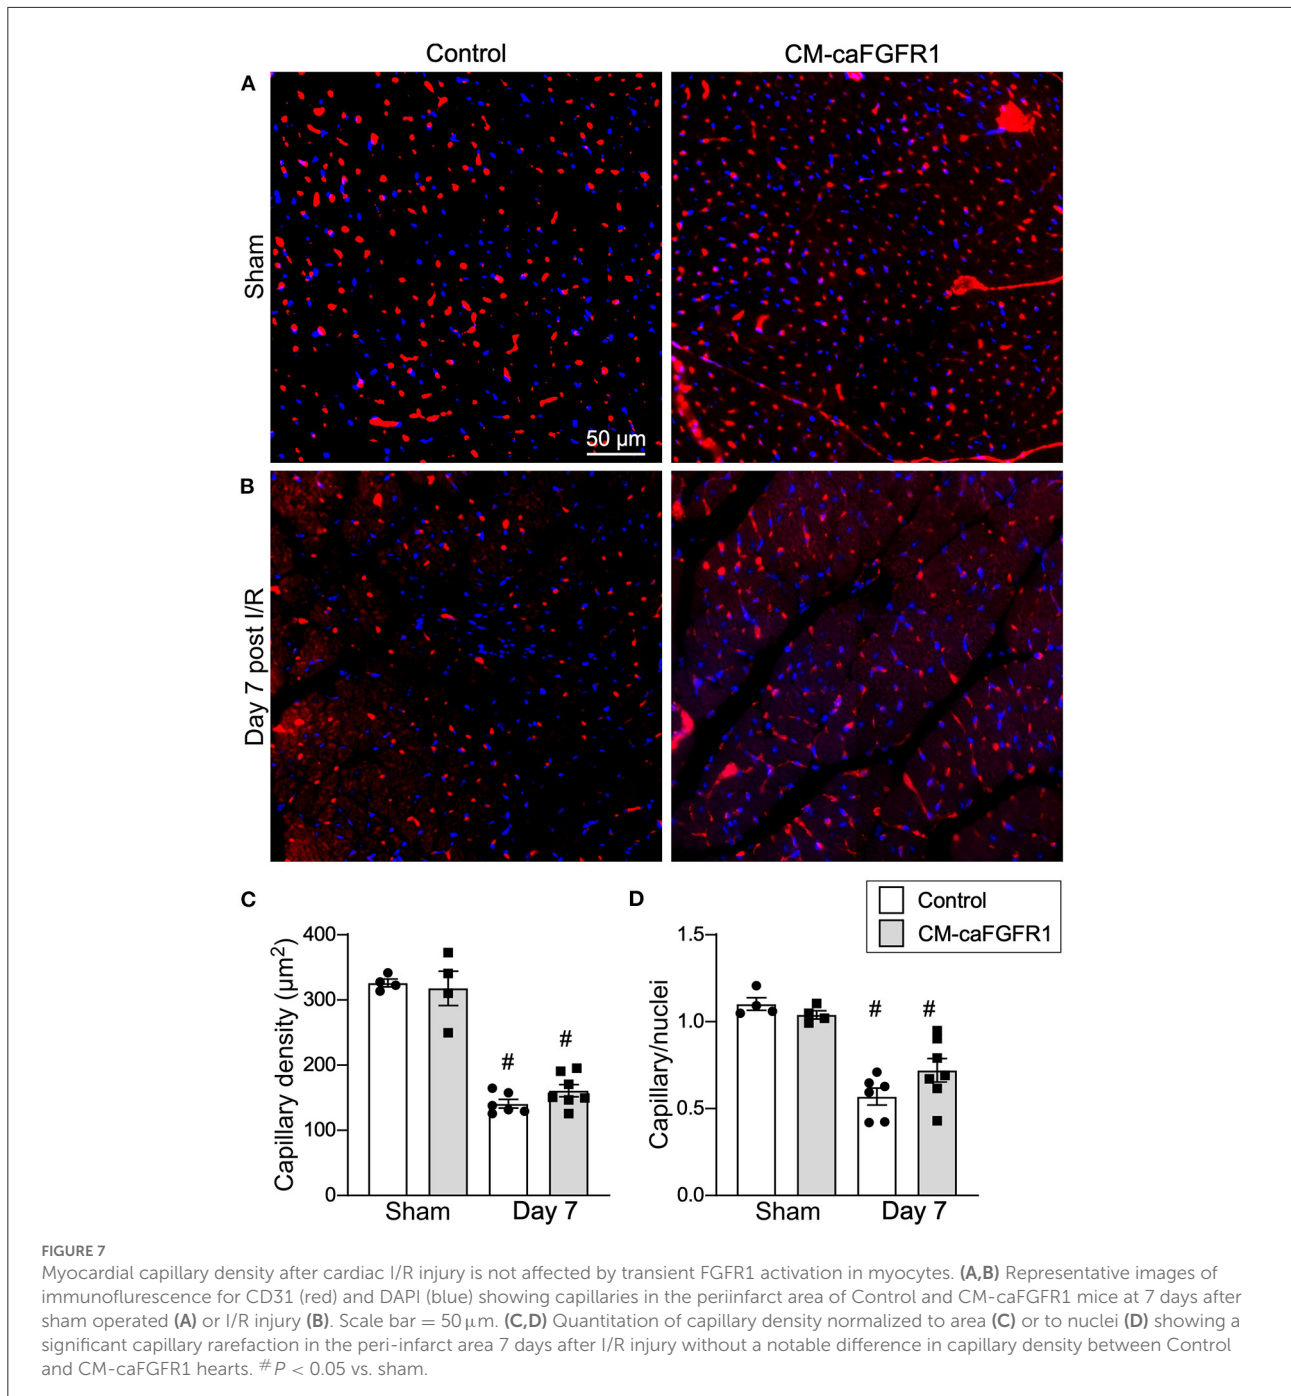 Control
CM-caFGFR1
A
Sham
50 µm
B
Day 7 post I/R
C
Capillary density (µm²)
400
300
200
100
0
#
#
Sham
Day 7
D
Control
CM-caFGFR1
Capillary/nuclei
1.5
1.0
0.5
0.0
#
#
Sham
Day 7
FIGURE 7
Myocardial capillary density after cardiac I/R injury is not affected by transient FGFR1 activation in myocytes. (A,B) Representative images of
immunoflurescence for CD31 (red) and DAPI (blue) showing capillaries in the periinfarct area of Control and CM-caFGFR1 mice at 7 days after
sham operated (A) or I/R injury (B). Scale bar = 50 µm. (C,D) Quantitation of capillary density normalized to area (C) or to nuclei (D) showing a
significant capillary rarefaction in the peri-infarct area 7 days after I/R injury without a notable difference in capillary density between Control
and CM-caFGFR1 hearts. #P < 0.05 vs. sham.